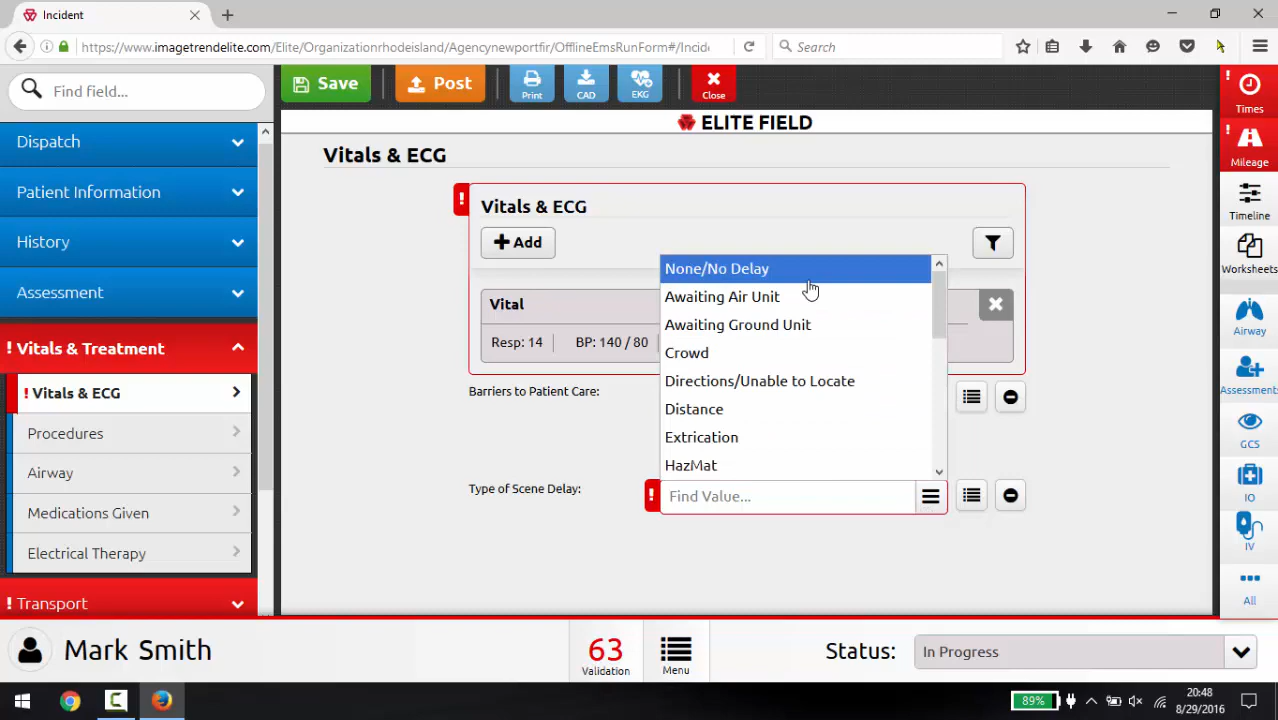 Incident
https://www.imagetrendelite.com/Elite/Organizationrhodeisland/Agencynewportfir/OfflineEmsRunForm#/Incide
Search
Find field...
Save
Post
Print
CAD
EKG
Close
Times
Mileage
Timeline
Worksheets
Airway
Assessments
GCS
IO
IV
All
ELITE FIELD
Dispatch
Patient Information
History
Assessment
! Vitals & Treatment
! Vitals & ECG
Procedures
Airway
Medications Given
Electrical Therapy
! Transport
Vitals & ECG
! Vitals & ECG
Add
Vital
Resp: 14 BP: 140 / 80
Barriers to Patient Care:
None/No Delay
Awaiting Air Unit
Awaiting Ground Unit
Crowd
Directions/Unable to Locate
Distance
Extrication
HazMat
Type of Scene Delay: ! Find Value...
Mark Smith
63
Validation
Menu
Status: In Progress
89%
20:48
8/29/2016